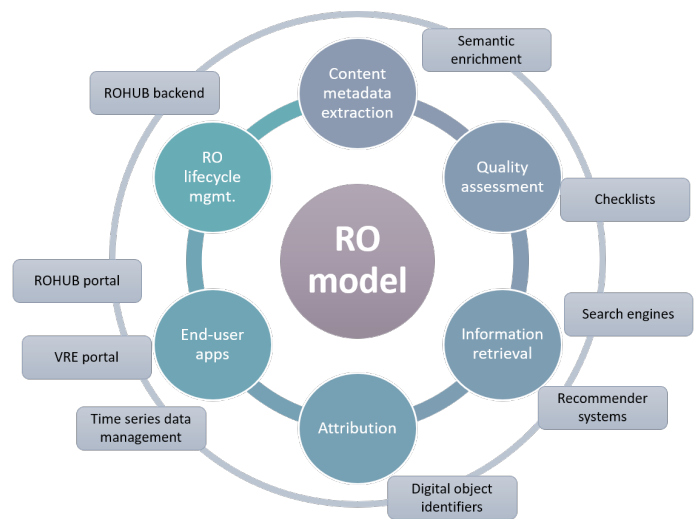 Semantic
enrichment
Content
metadata
extraction
ROHUB backend
RO
lifecycle
mgmt.
Quality
assessment
Checklists
RO
model
ROHUB portal
Search engines
End-user
apps
Information
retrieval
VRE portal
Recommender
systems
Time series data
management
Attribution
Digital object
identifiers